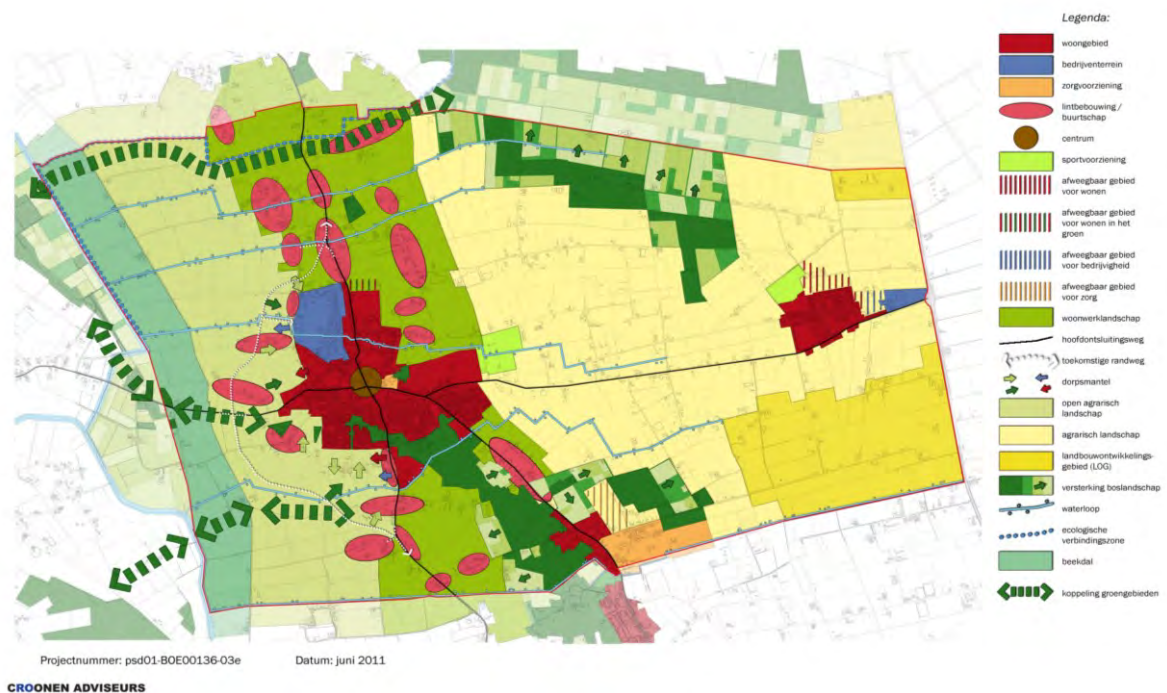 Legenda:
woongebied
bedrijventerrein
zorgvoorziening
lintbebouwing /
buurtschap
centrum
sportvoorziening
afweegbaar gebied
voor wonen
afweegbaar gebied
voor wonen in het
groen
afweegbaar gebied
voor bedrijvigheid
afweegbaar gebied
voor zorg
woonwerklandschap
hoofdontsluitingsweg
toekomstige randweg
dorpsmantel
open agrarisch
landschap
agrarisch landschap
landbouwontwikkelings-
gebied (LOG)
versterking boslandschap
waterloop
ecologische
verbindingszone
beekdal
koppeling groengebieden
Projectnummer: psd01-BOE00136-03e Datum: juni 2011
CROONEN ADVISEURS